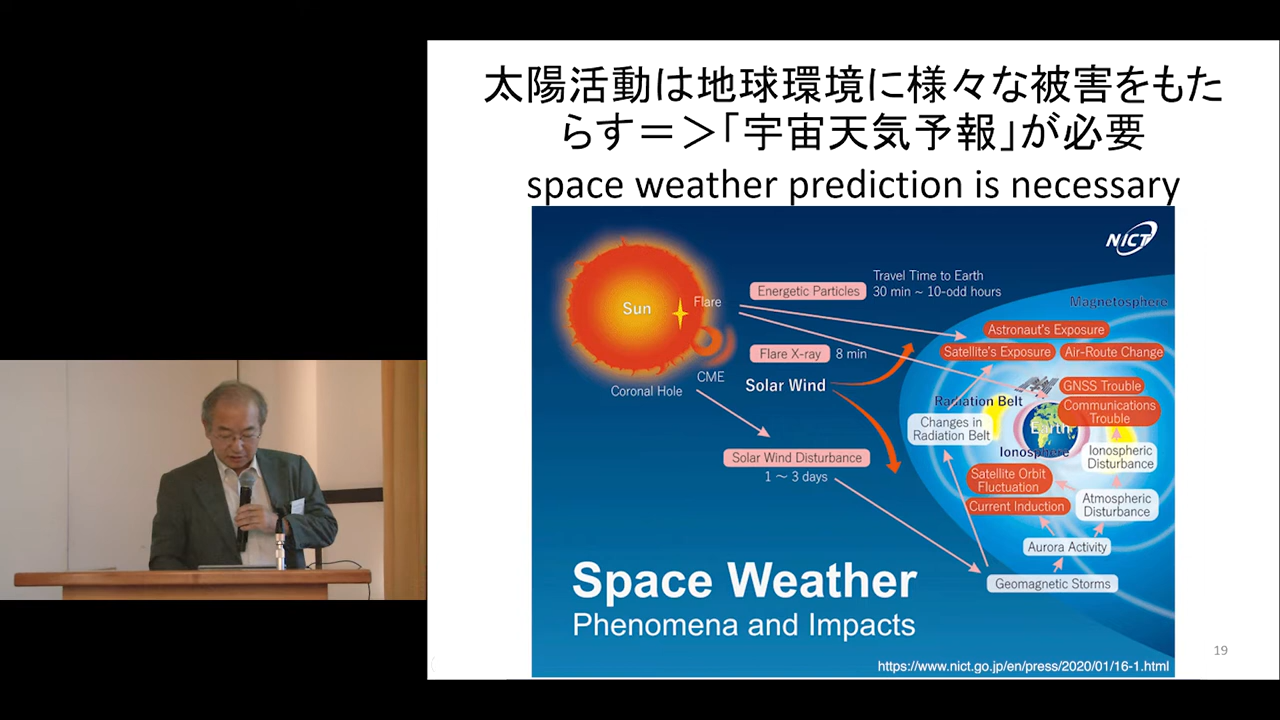 太陽活動は地球環境に様々な被害をもた
らす＝＞「宇宙天気予報」が必要
space weather prediction is necessary
NICT
Travel Time to Earth
Energetic Particles
30 min ~ 10-odd hours
Sun
Flare
Magnetosphere
Astronaut's Exposure
Flare X-ray
8 min
Satellite's Exposure
Air-Route Change
CME
Solar Wind
Coronal Hole
GNSS Trouble
Radiation Belt
Communications
Trouble
Changes in
Radiation Belt
Earth
Ionosphere
Ionospheric
Disturbance
Solar Wind Disturbance
1 ～ 3 days
Satellite Orbit
Fluctuation
Current Induction
Atmospheric
Disturbance
Aurora Activity
Geomagnetic Storms
Space Weather
Phenomena and Impacts
https://www.nict.go.jp/en/press/2020/01/16-1.html
19